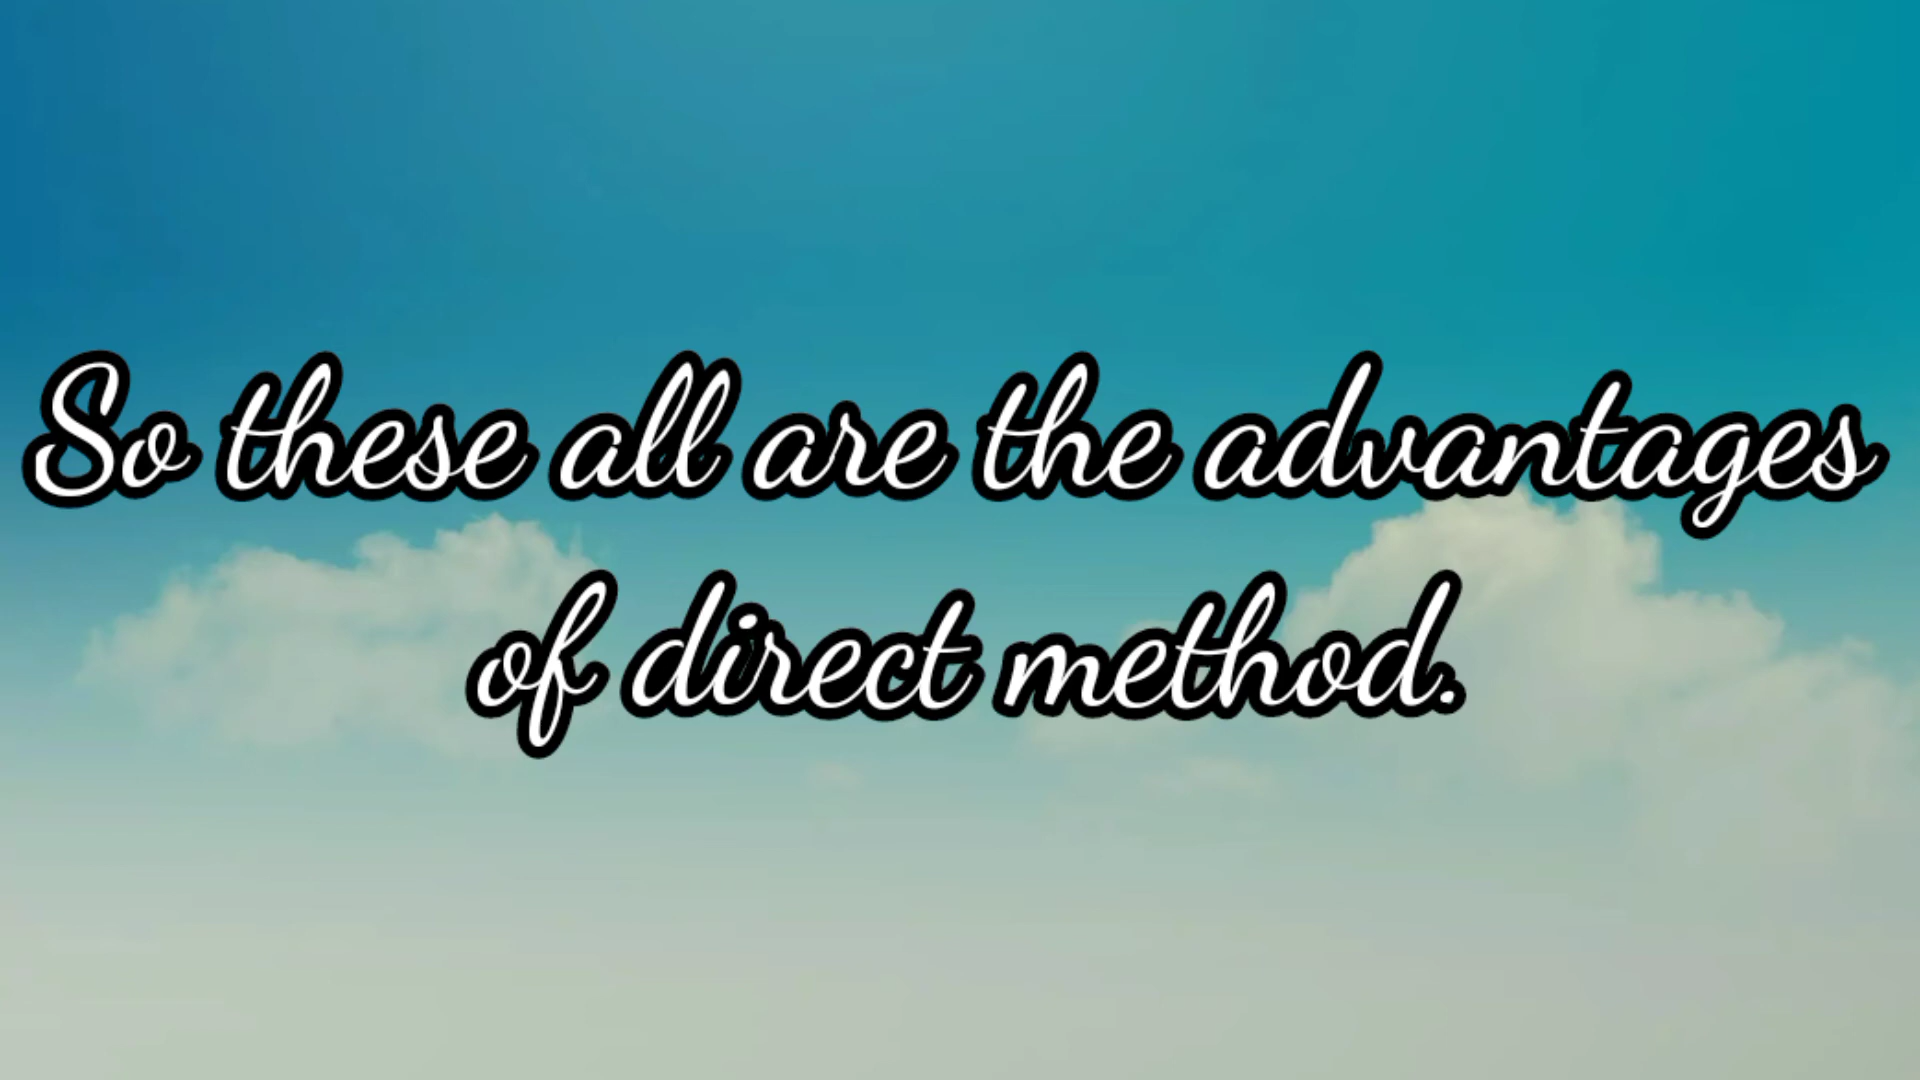 So these all are the advantages
of direct method.